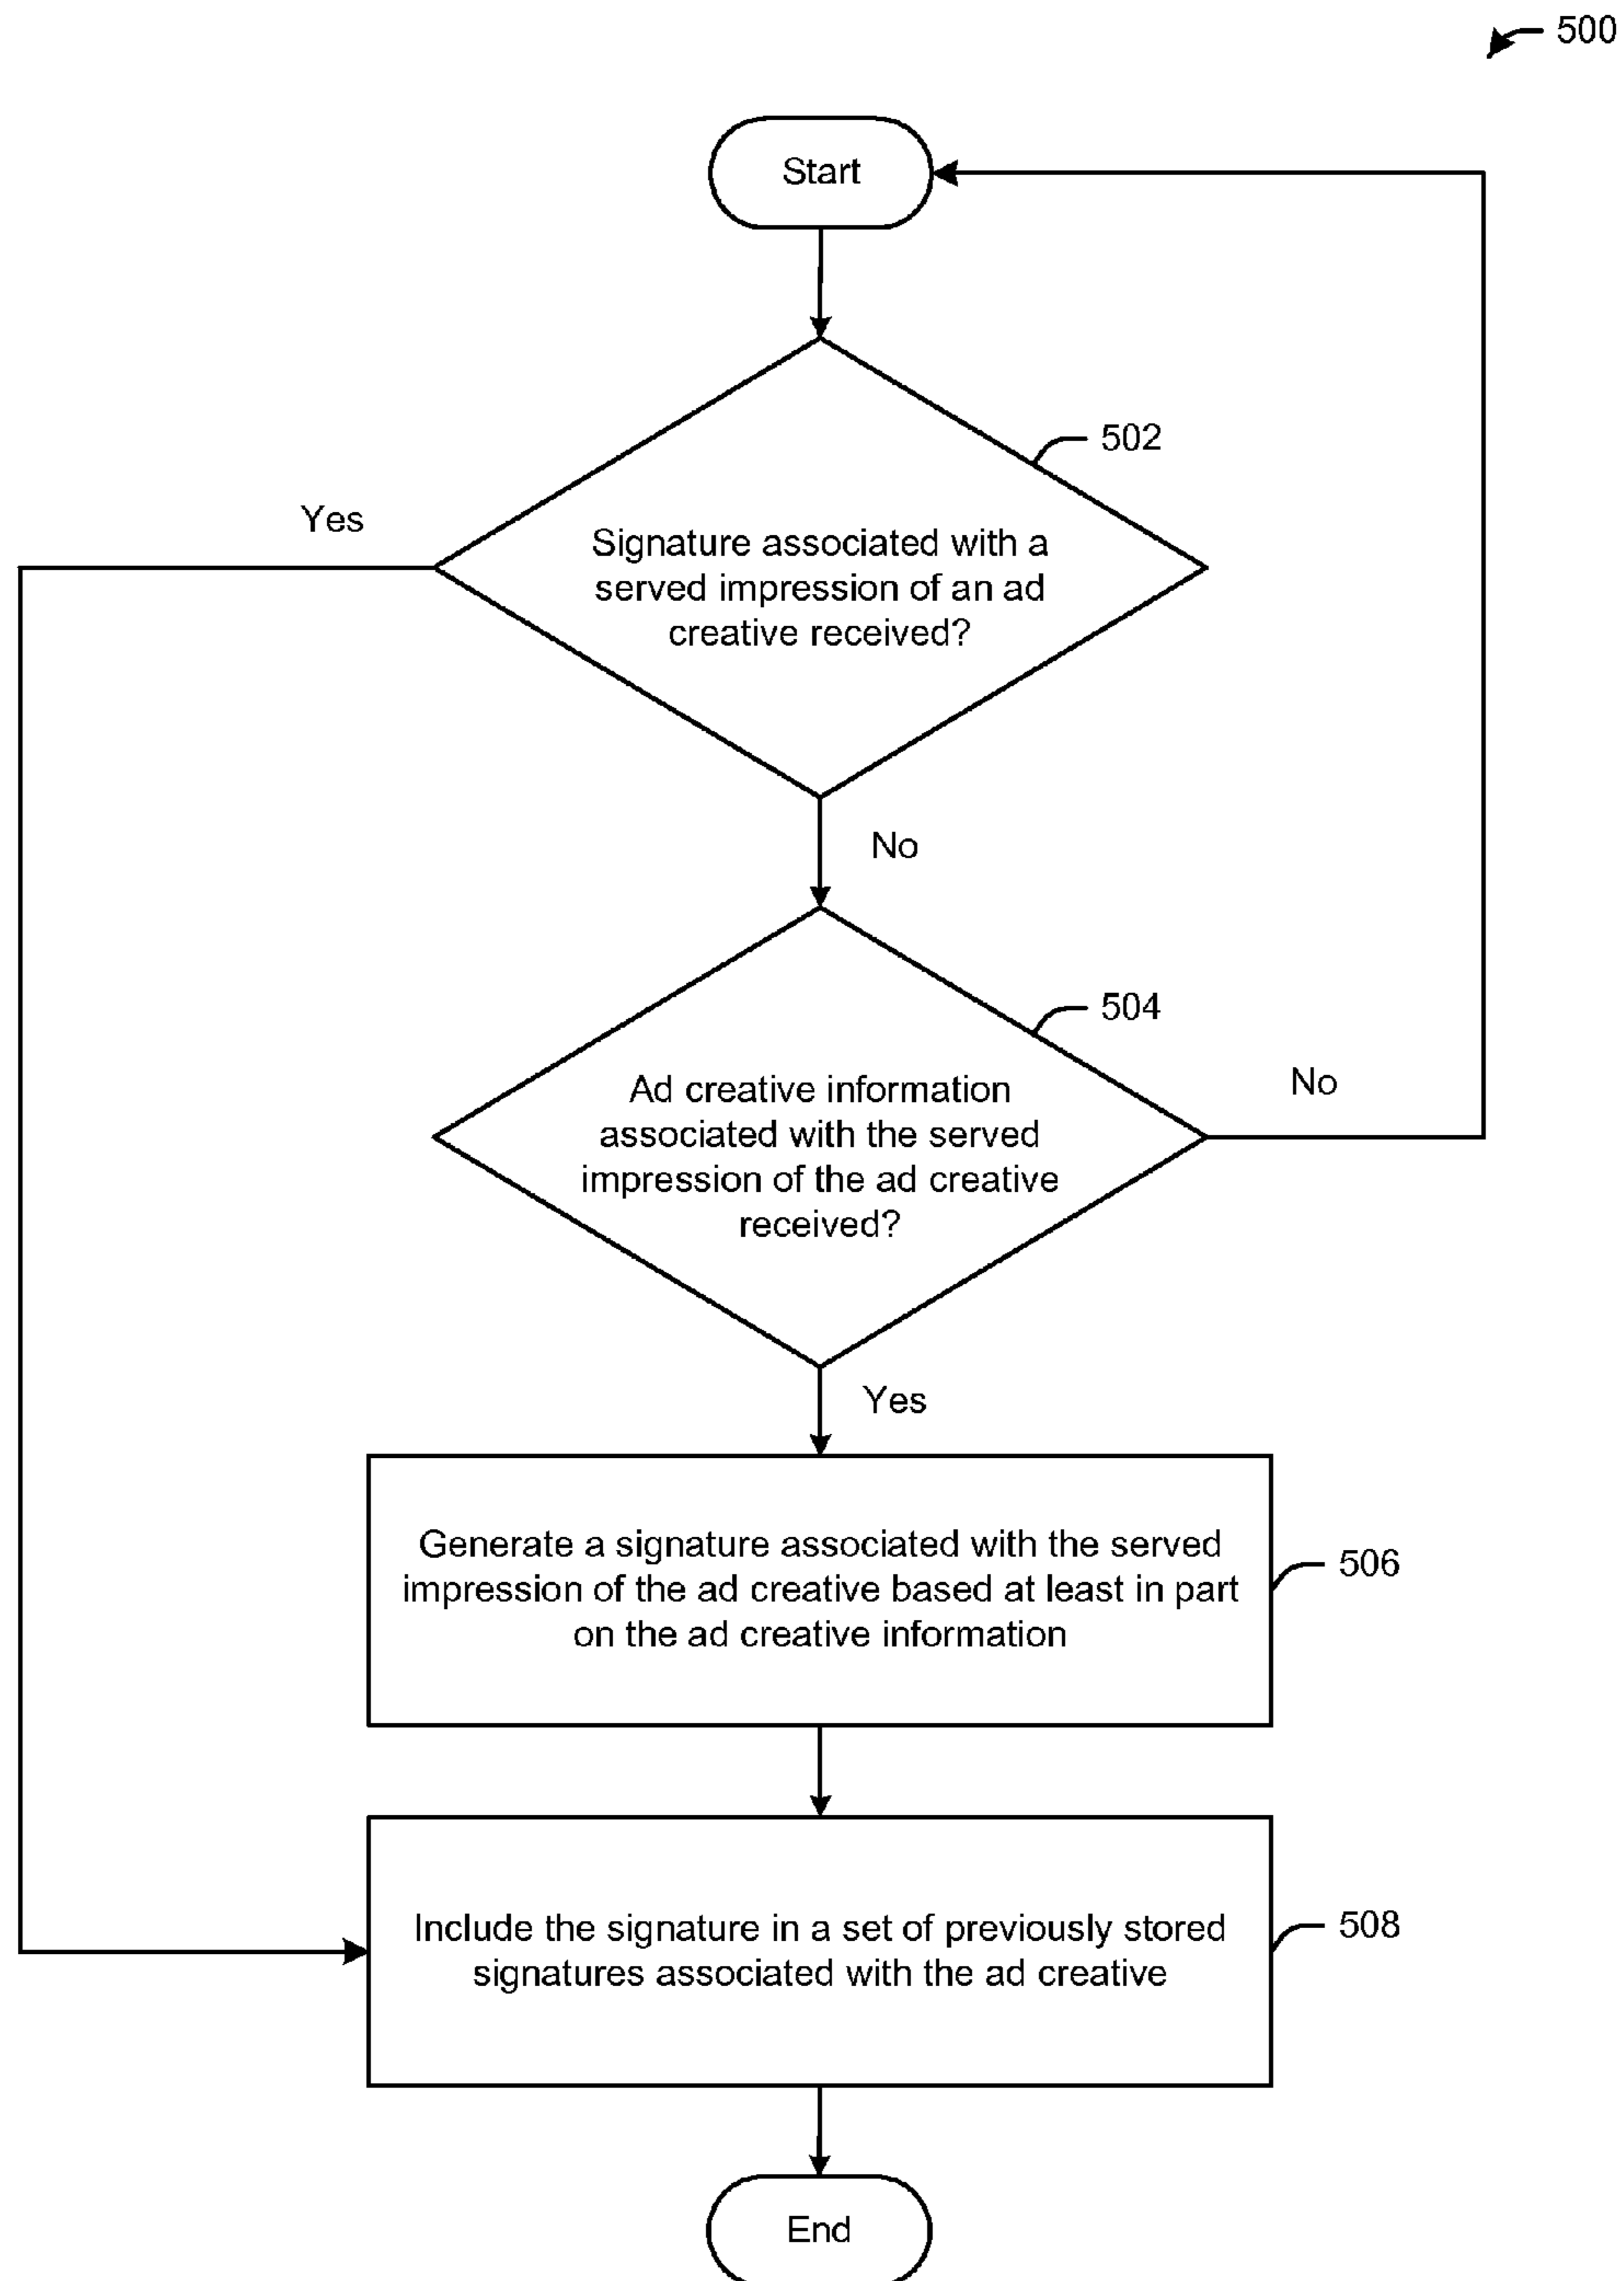 500
Start
502
Yes
Signature associated with a
served impression of an ad
creative received?
No
504
Ad creative information
associated with the served
impression of the ad creative
received?
No
Yes
Generate a signature associated with the served
impression of the ad creative based at least in part
on the ad creative information
506
Include the signature in a set of previously stored
signatures associated with the ad creative
508
End